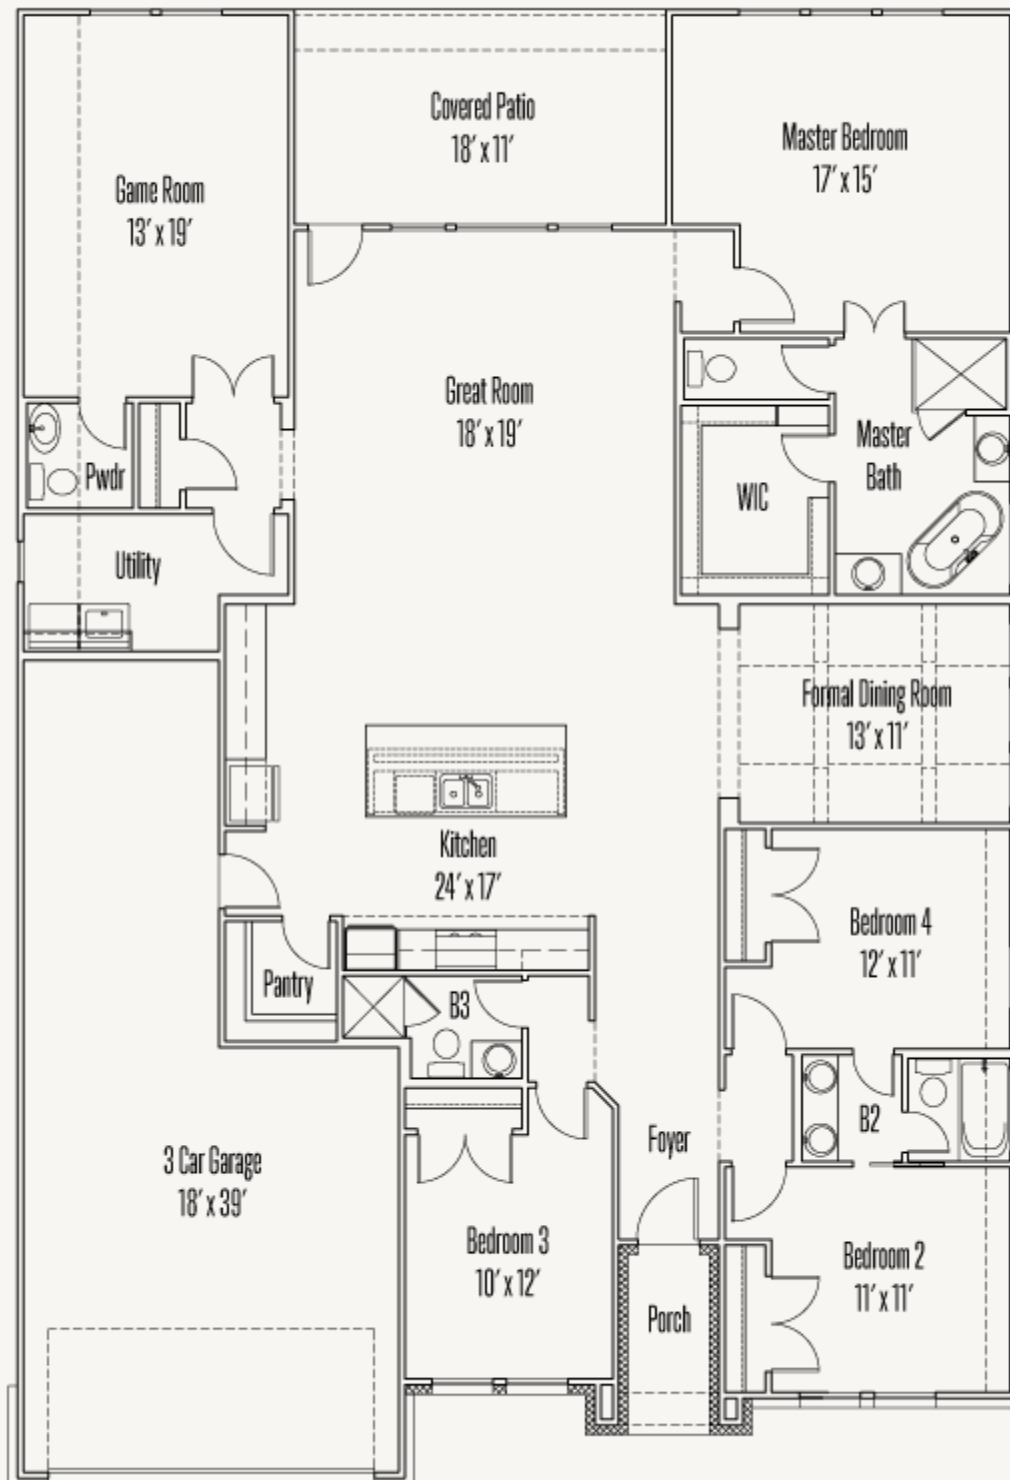 Covered Patio
18' x 11'
Master Bedroom
17' x 15'
Game Room
13' x 19'
Great Room
18' x 19'
Master
Bath
Pwdr
WIC
Utility
Formal Dining Room
13' x 11'
Kitchen
24' x 17'
Bedroom 4
12' x 11'
Pantry
B3
B2
Foyer
3 Car Garage
18' x 39'
Bedroom 3
10' x 12'
Bedroom 2
11' x 11'
Porch